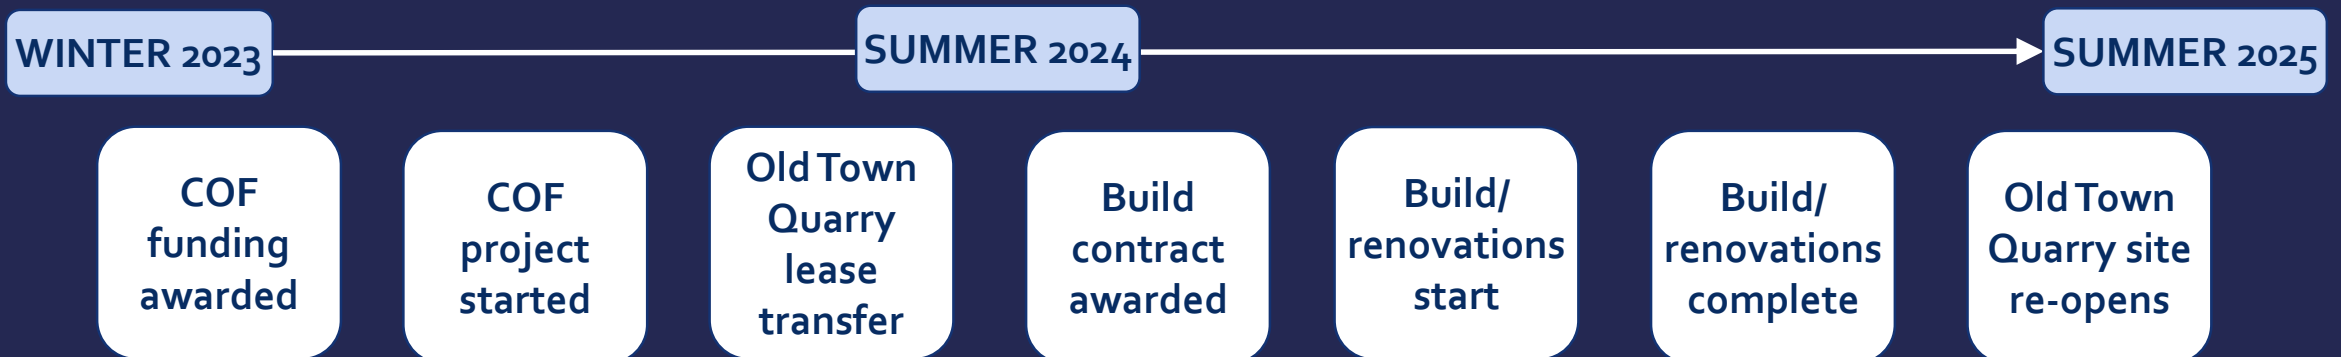 WINTER 2023
SUMMER 2024
SUMMER 2025
COF
funding
awarded
COF
project
started
Old Town
Quarry
lease
transfer
Build
contract
awarded
Build/
renovations
start
Build/
renovations
complete
Old Town
Quarry site
re-opens